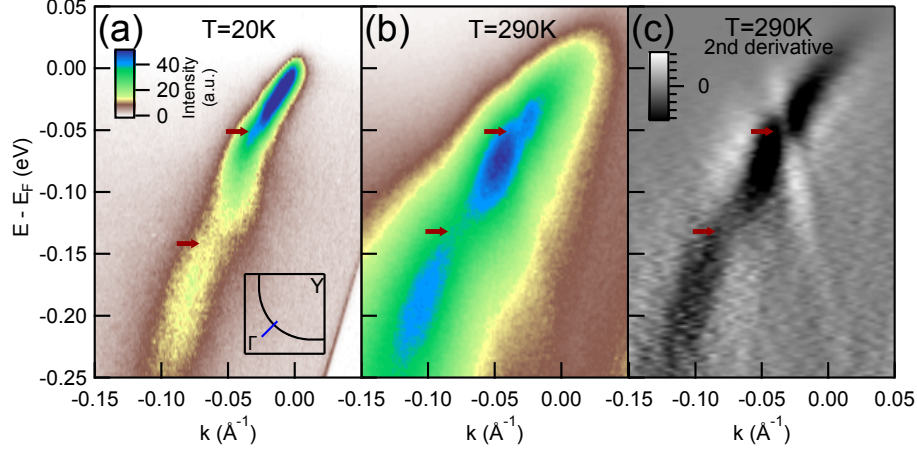 (a) T=20K
(b) T=290K
(c) T=290K
40
20
0
Intensity
(a.u.)
2nd derivative
0
Y
Γ
E - E_F (eV)
0.00
-0.05
-0.10
-0.15
-0.20
-0.25
-0.15 -0.10 -0.05 0.00
-0.15 -0.10 -0.05 0.00
-0.15 -0.10 -0.05 0.00 0.05
k (Å⁻¹) k (Å⁻¹) k (Å⁻¹)